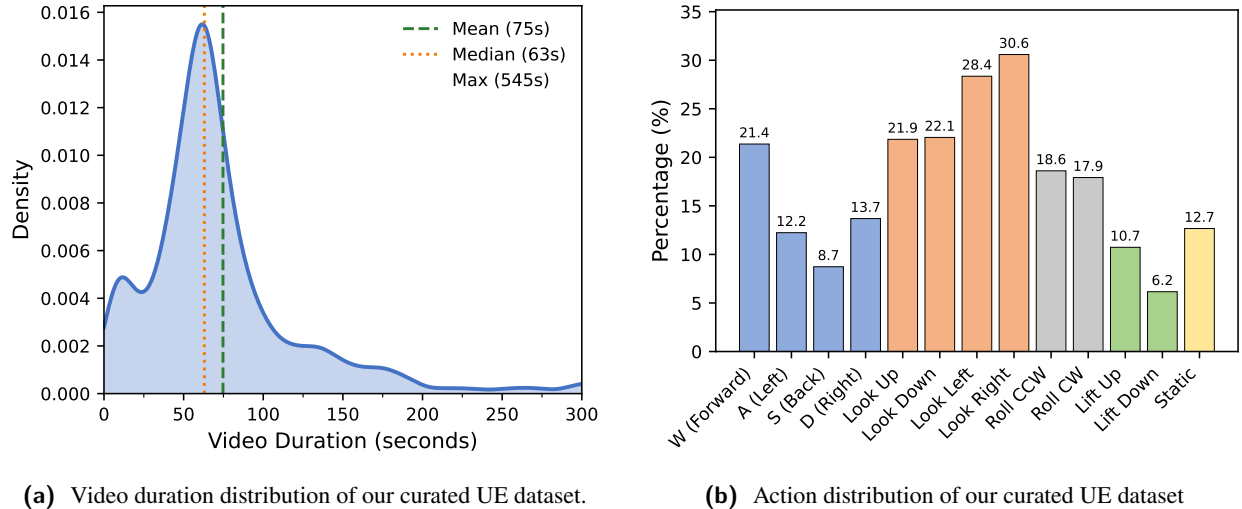 0.016
0.014
0.012
0.010
0.008
0.006
0.004
0.002
0.000
Density
Mean (75s)
Median (63s)
Max (545s)
0 50 100 150 200 250 300
Video Duration (seconds)
(a) Video duration distribution of our curated UE dataset.
35
30
25
20
15
10
5
0
Percentage (%)
21.4
12.2
8.7
13.7
21.9
22.1
28.4
30.6
18.6
17.9
10.7
6.2
12.7
W (Forward)
A (Left)
S (Back)
D (Right)
Look Up
Look Down
Look Left
Look Right
Roll CCW
Roll CW
Lift Up
Lift Down
Static
(b) Action distribution of our curated UE dataset